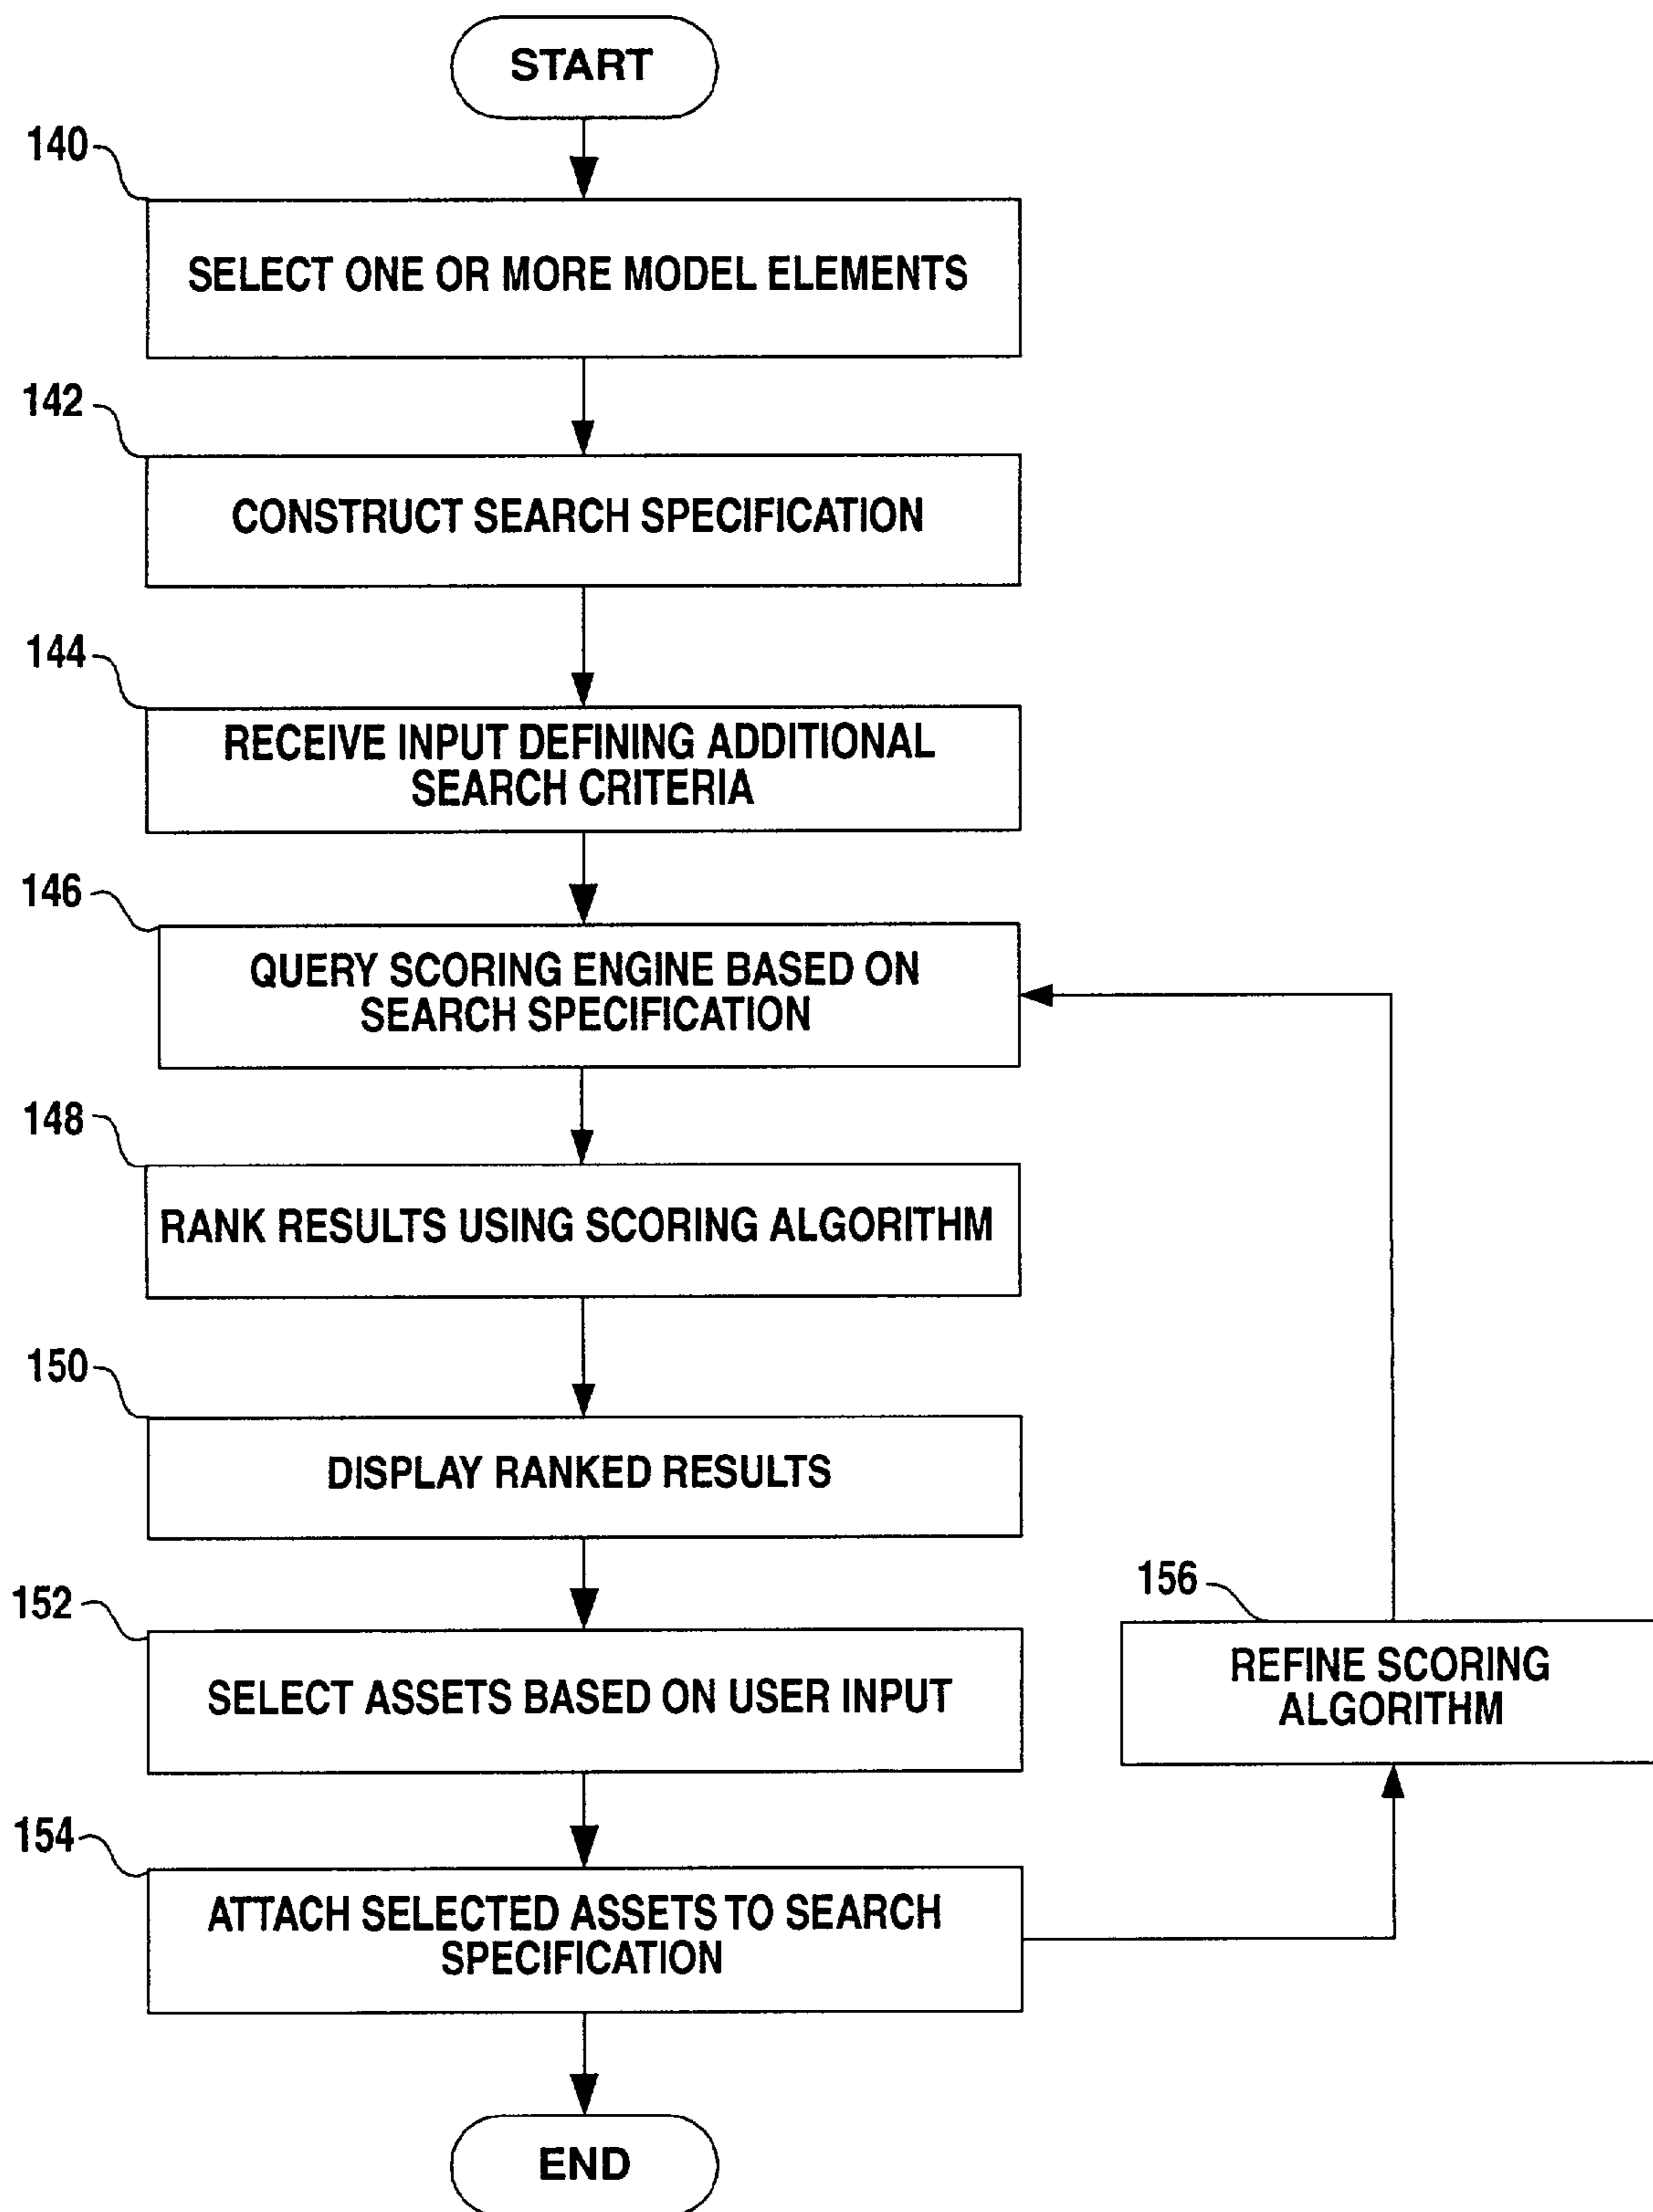 START
140
SELECT ONE OR MORE MODEL ELEMENTS
142
CONSTRUCT SEARCH SPECIFICATION
144
RECEIVE INPUT DEFINING ADDITIONAL
SEARCH CRITERIA
146
QUERY SCORING ENGINE BASED ON
SEARCH SPECIFICATION
148
RANK RESULTS USING SCORING ALGORITHM
150
DISPLAY RANKED RESULTS
152
SELECT ASSETS BASED ON USER INPUT
156
REFINE SCORING
ALGORITHM
154
ATTACH SELECTED ASSETS TO SEARCH
SPECIFICATION
END